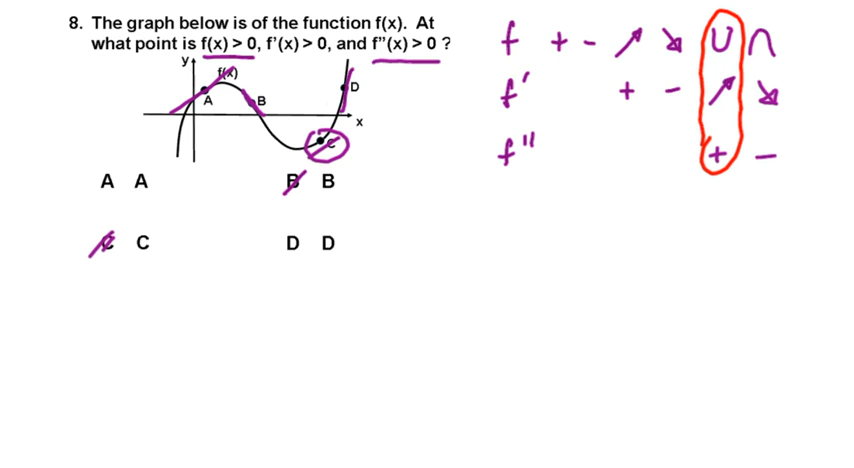 8. The graph below is of the function f(x). At
what point is f(x) > 0, f'(x) > 0, and f"(x) > 0 ?
y
f(x)
A
B
C
D
x
A A
B B
C C
D D
f + - ↗ ↘ ∪ ∩
f' + - ↗ ↘
f" + -